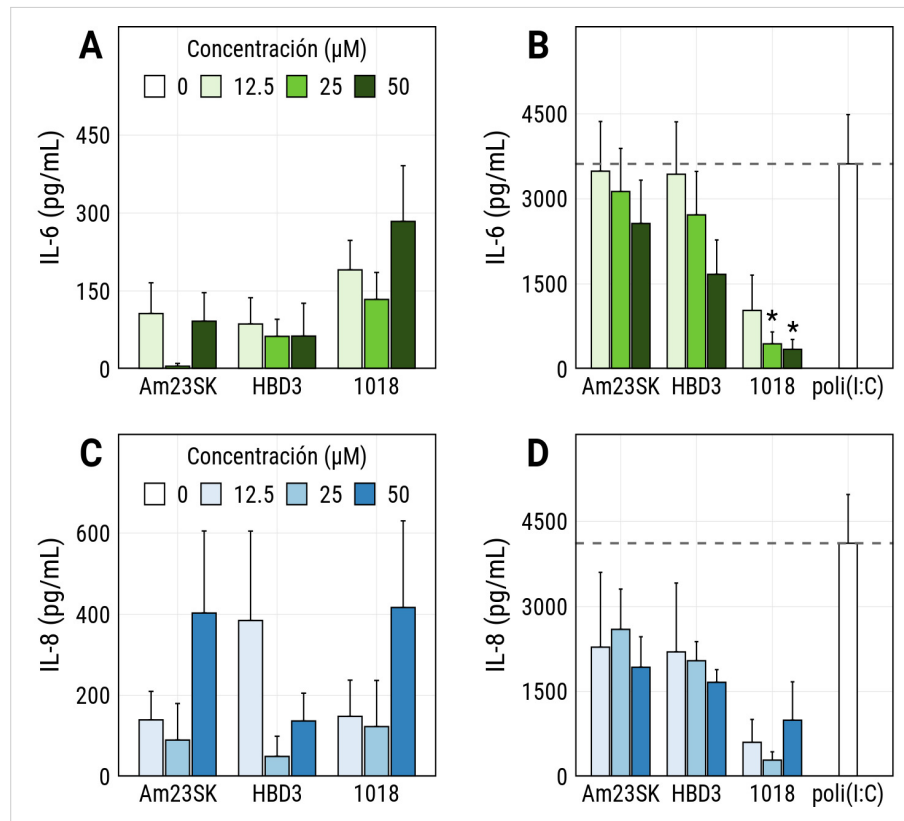 A
Concentración (μM)
0 12.5 25 50
IL-6 (pg/mL)
450
300
150
0
Am23SK HBD3 1018
B
IL-6 (pg/mL)
4500
3000
1500
0
* *
Am23SK HBD3 1018 poli(I:C)
C
Concentración (μM)
0 12.5 25 50
IL-8 (pg/mL)
600
400
200
0
Am23SK HBD3 1018
D
IL-8 (pg/mL)
4500
3000
1500
0
Am23SK HBD3 1018 poli(I:C)